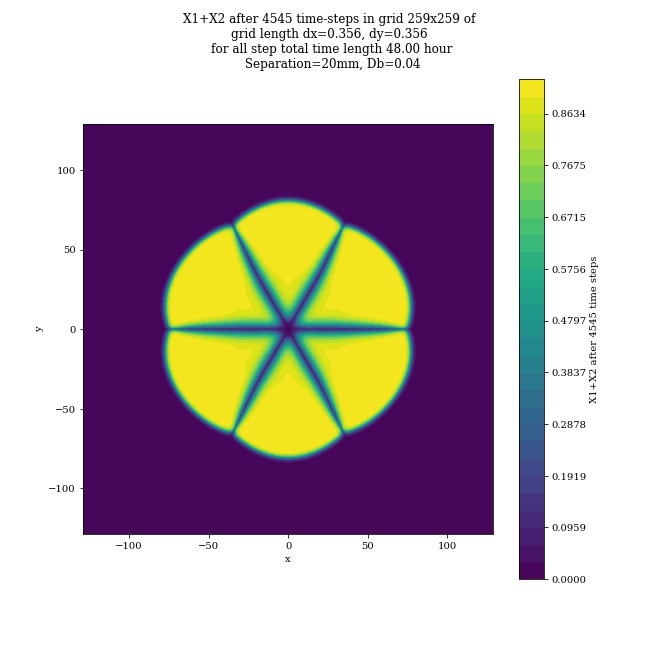 X1+X2 after 4545 time-steps in grid 259x259 of
grid length dx=0.356, dy=0.356
for all step total time length 48.00 hour
Separation=20mm, Db=0.04
100
50
0
−50
−100
y
−100 −50 0 50 100
x
0.8634
0.7675
0.6715
0.5756
0.4797
0.3837
0.2878
0.1919
0.0959
0.0000
X1+X2 after 4545 time steps